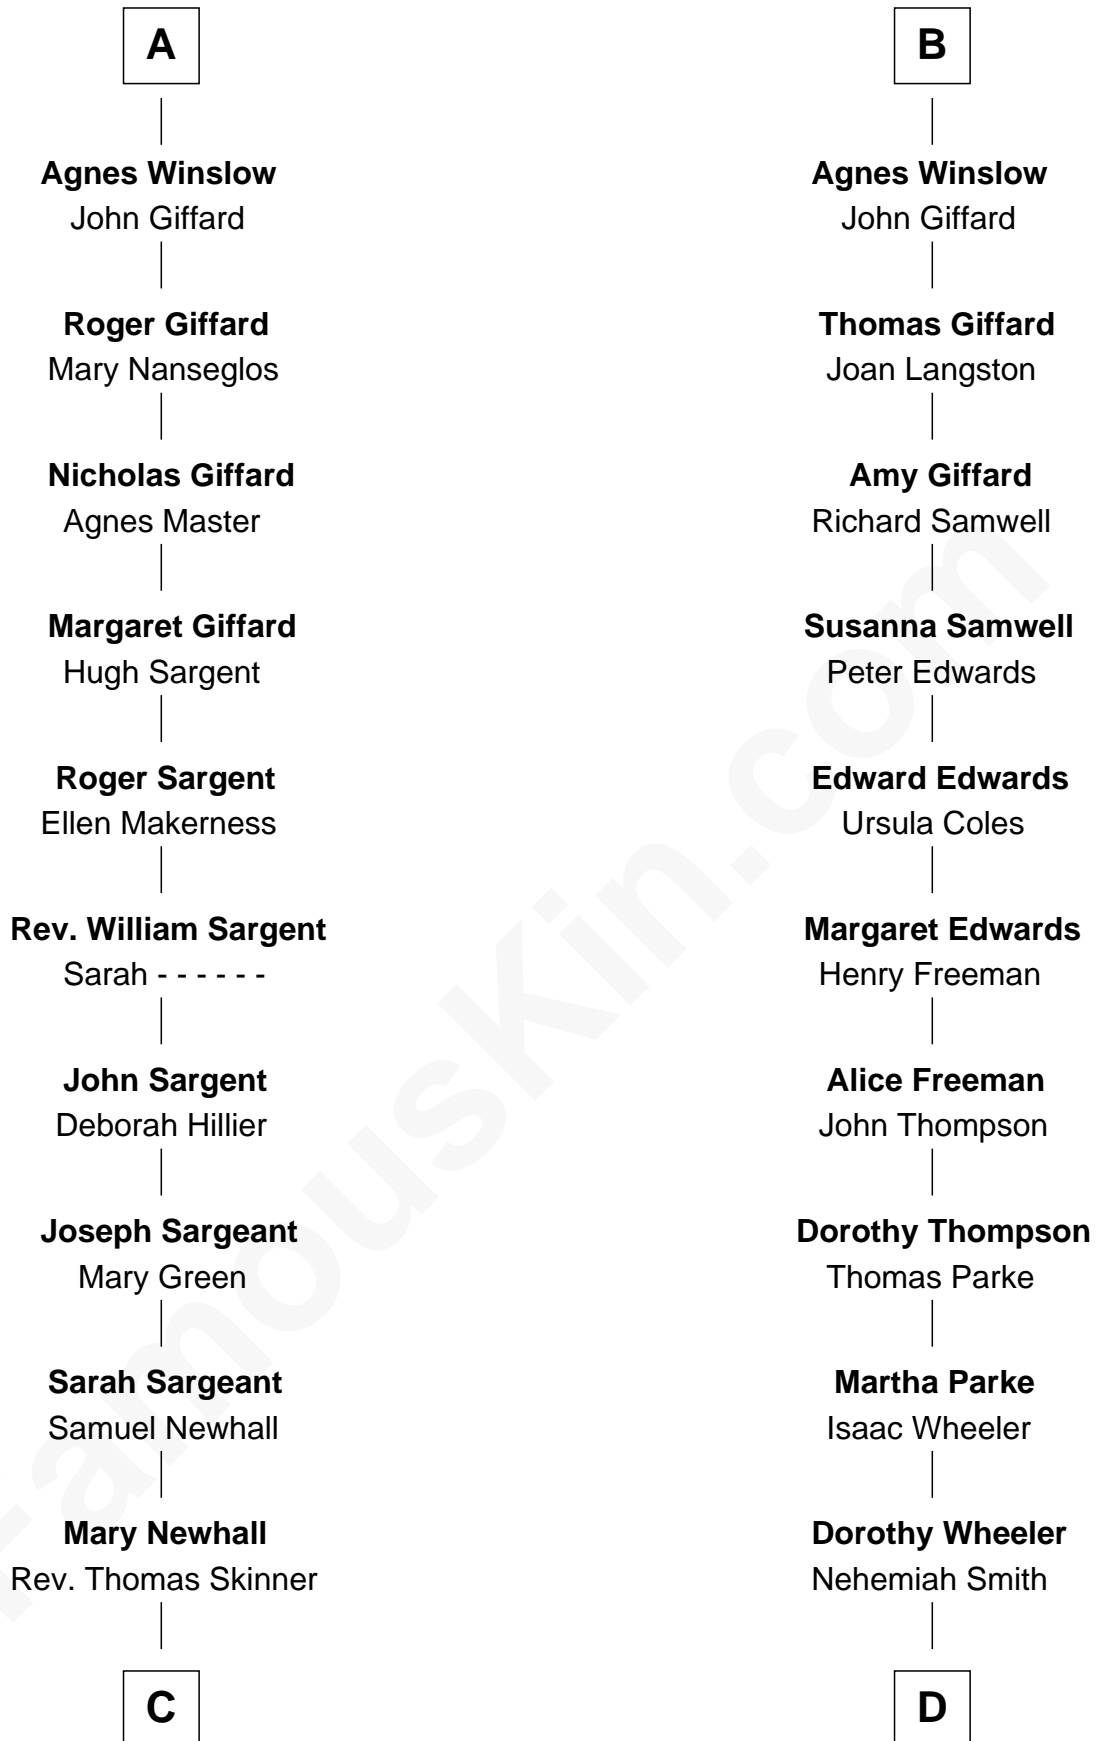 A
Agnes Winslow
John Giffard
Roger Giffard
Mary Nanseglos
Nicholas Giffard
Agnes Master
Margaret Giffard
Hugh Sargent
Roger Sargent
Ellen Makerness
Rev. William Sargent
Sarah - - - - - -
John Sargent
Deborah Hillier
Joseph Sargeant
Mary Green
Sarah Sargeant
Samuel Newhall
Mary Newhall
Rev. Thomas Skinner
C
B
Agnes Winslow
John Giffard
Thomas Giffard
Joan Langston
Amy Giffard
Richard Samwell
Susanna Samwell
Peter Edwards
Edward Edwards
Ursula Coles
Margaret Edwards
Henry Freeman
Alice Freeman
John Thompson
Dorothy Thompson
Thomas Parke
Martha Parke
Isaac Wheeler
Dorothy Wheeler
Nehemiah Smith
D
FamousKin.com